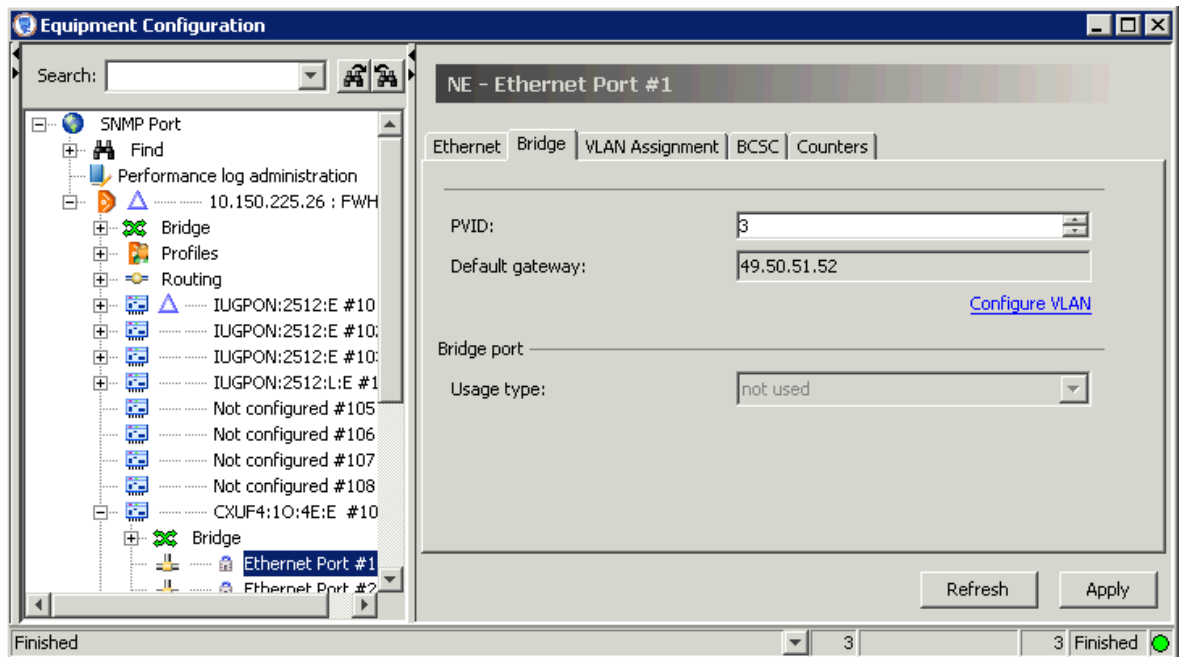 Equipment Configuration
Search:
SNMP Port
Find
Performance log administration
10.150.225.26 : FWH
Bridge
Profiles
Routing
IUGPON:2512:E #10
IUGPON:2512:E #10
IUGPON:2512:E #10
IUGPON:2512:L:E #1
Not configured #105
Not configured #106
Not configured #107
Not configured #108
CXUF4:1O:4E:E #10
Bridge
Ethernet Port #1
Ethernet Port #2
NE - Ethernet Port #1
Ethernet Bridge VLAN Assignment BCSC Counters
PVID: 3
Default gateway: 49.50.51.52
Configure VLAN
Bridge port
Usage type: not used
Refresh Apply
Finished 3 3 Finished